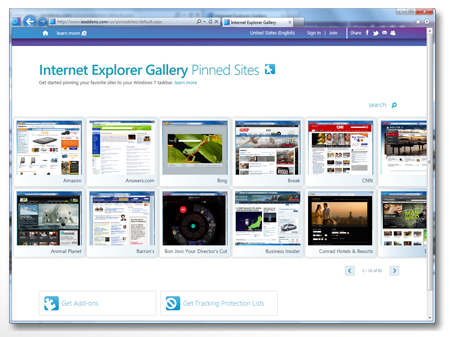 http://www.ieaddons.com/us/pinnedsites/default.aspx
Internet Explorer Gallery
learn more
United States (English) Sign In | Join Share
Internet Explorer Gallery Pinned Sites
Get started pinning your favorite sites to your Windows 7 taskbar. learn more
search
Amazon
Answers.com
Bing
Break
CNN
Animal Planet
Barron's
Bon Jovi: Your Director's Cut
Business Insider
Conrad Hotels & Resorts
Get Add-ons
Get Tracking Protection Lists